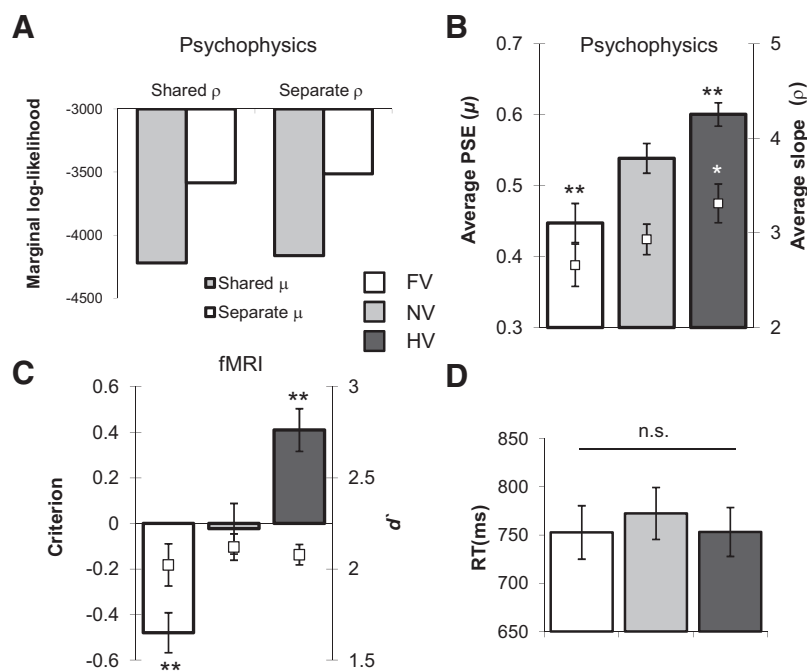 A
Psychophysics
Shared ρ
Separate ρ
-3000
-3500
-4000
-4500
Marginal log-likelihood
Shared μ
Separate μ
FV
NV
HV
B
Psychophysics
0.7
0.6
0.5
0.4
0.3
Average PSE (μ)
**
**
*
5
4
3
2
Average slope (ρ)
C
fMRI
0.6
0.4
0.2
0
-0.2
-0.4
-0.6
Criterion
**
**
3
2.5
2
1.5
d`
D
850
800
750
700
650
RT(ms)
n.s.